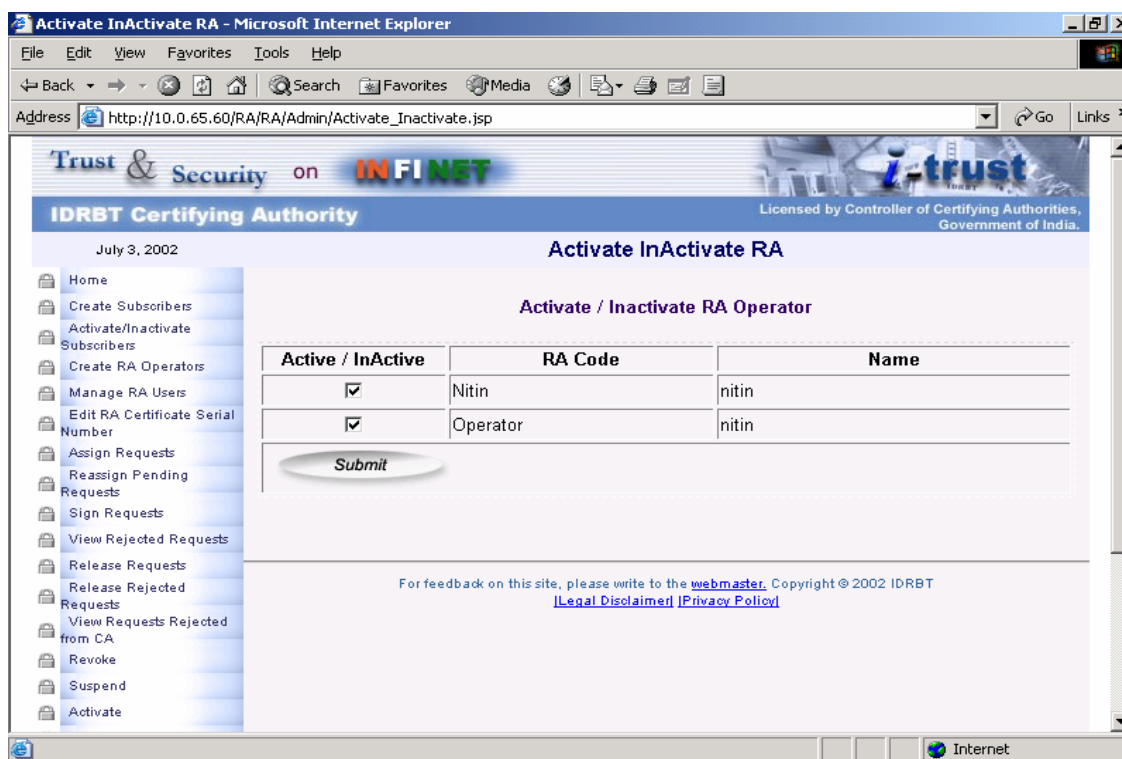 Activate InActivate RA - Microsoft Internet Explorer
File Edit View Favorites Tools Help
Back Search Favorites Media
Address http://10.0.65.60/RA/RA/Admin/Activate_Inactivate.jsp Go Links
Trust & Security on INFINET
i-trust
IDRBT
IDRBT Certifying Authority
Licensed by Controller of Certifying Authorities,
Government of India.
July 3, 2002
Activate InActivate RA
Home
Create Subscribers
Activate/Inactivate
Subscribers
Create RA Operators
Manage RA Users
Edit RA Certificate Serial
Number
Assign Requests
Reassign Pending
Requests
Sign Requests
View Rejected Requests
Release Requests
Release Rejected
Requests
View Requests Rejected
from CA
Revoke
Suspend
Activate
Activate / Inactivate RA Operator
Active / InActive RA Code Name
Nitin nitin
Operator nitin
Submit
For feedback on this site, please write to the webmaster. Copyright © 2002 IDRBT
|Legal Disclaimer| |Privacy Policy|
Internet